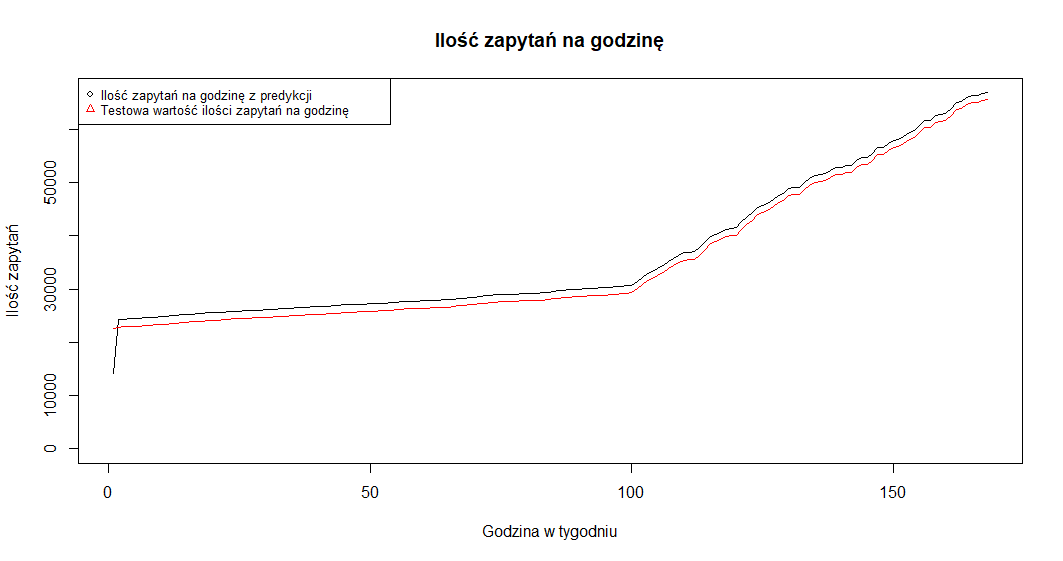 Ilość zapytań na godzinę
Ilość zapytań na godzinę z predykcji
Testowa wartość ilości zapytań na godzinę
Ilość zapytań
50000
30000
10000
0
0 50 100 150
Godzina w tygodniu